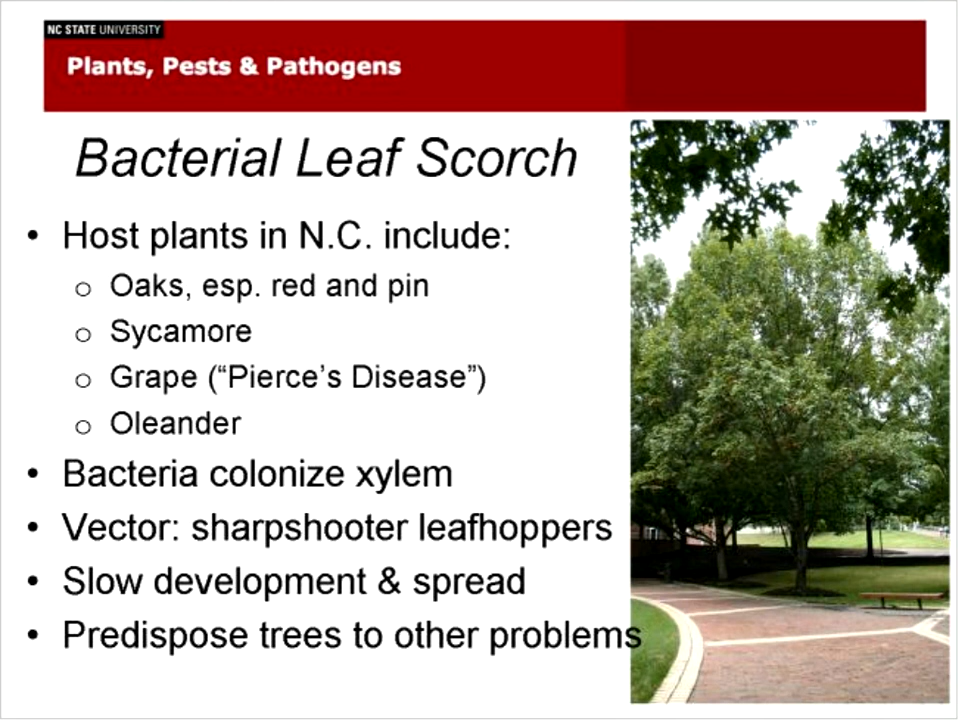 NC STATE UNIVERSITY
Plants, Pests & Pathogens
Bacterial Leaf Scorch
• Host plants in N.C. include:
o Oaks, esp. red and pin
o Sycamore
o Grape (“Pierce’s Disease”)
o Oleander
• Bacteria colonize xylem
• Vector: sharpshooter leafhoppers
• Slow development & spread
• Predispose trees to other problems